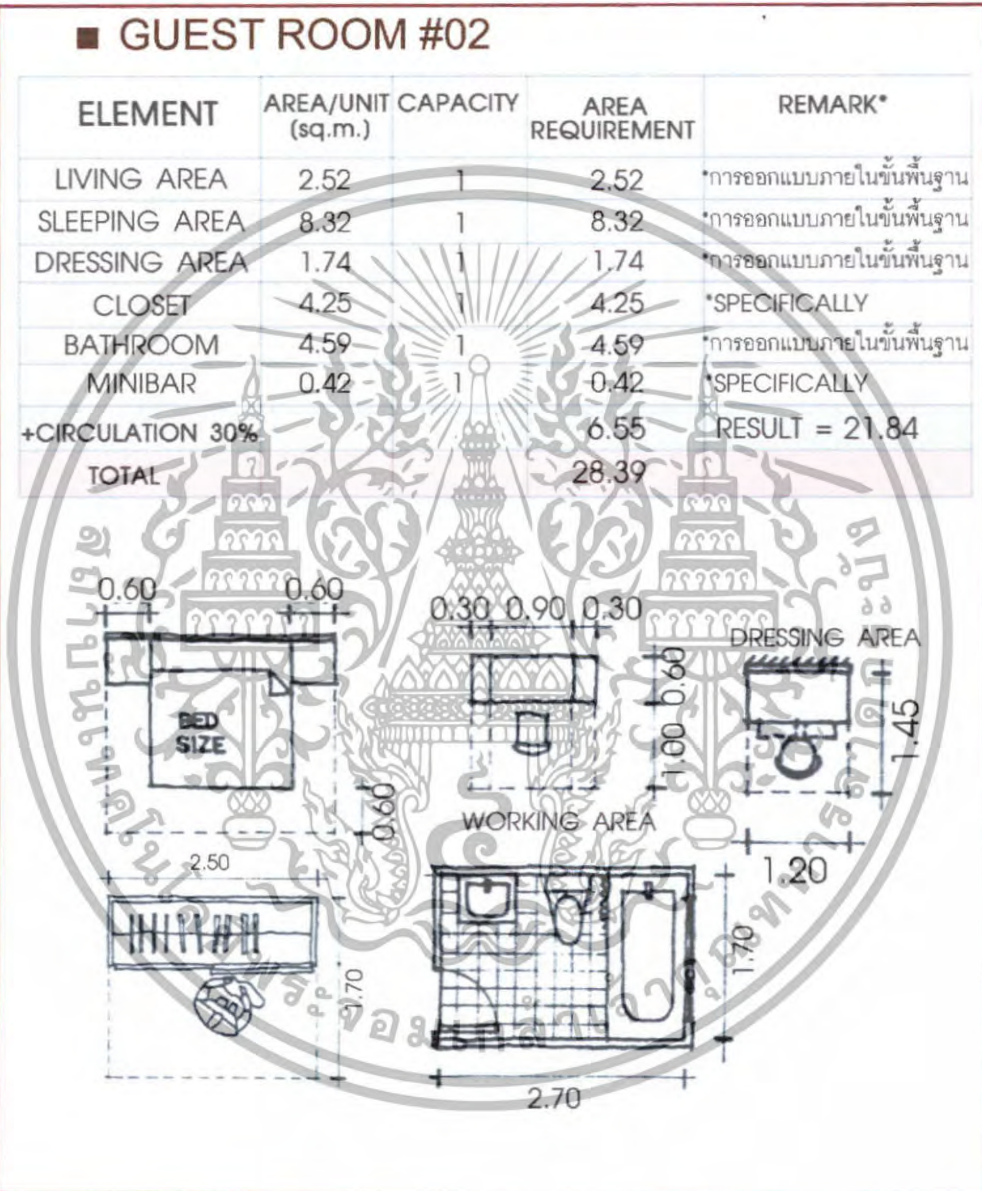 ■ GUEST ROOM #02
ELEMENT AREA/UNIT (sq.m.) CAPACITY AREA REQUIREMENT REMARK*
LIVING AREA 2.52 1 2.52 *การออกแบบภายในขั้นพื้นฐาน
SLEEPING AREA 8.32 1 8.32 *การออกแบบภายในขั้นพื้นฐาน
DRESSING AREA 1.74 1 1.74 *การออกแบบภายในขั้นพื้นฐาน
CLOSET 4.25 1 4.25 *SPECIFICALLY
BATHROOM 4.59 1 4.59 *การออกแบบภายในขั้นพื้นฐาน
MINIBAR 0.42 1 0.42 *SPECIFICALLY
+CIRCULATION 30% 6.55 RESULT = 21.84
TOTAL 28.39
0.60 0.60
BED
SIZE
0.60
0.30 0.90 0.30
0.60
1.00
WORKING AREA
DRESSING AREA
1.45
1.20
2.50
1.70
1.70
2.70